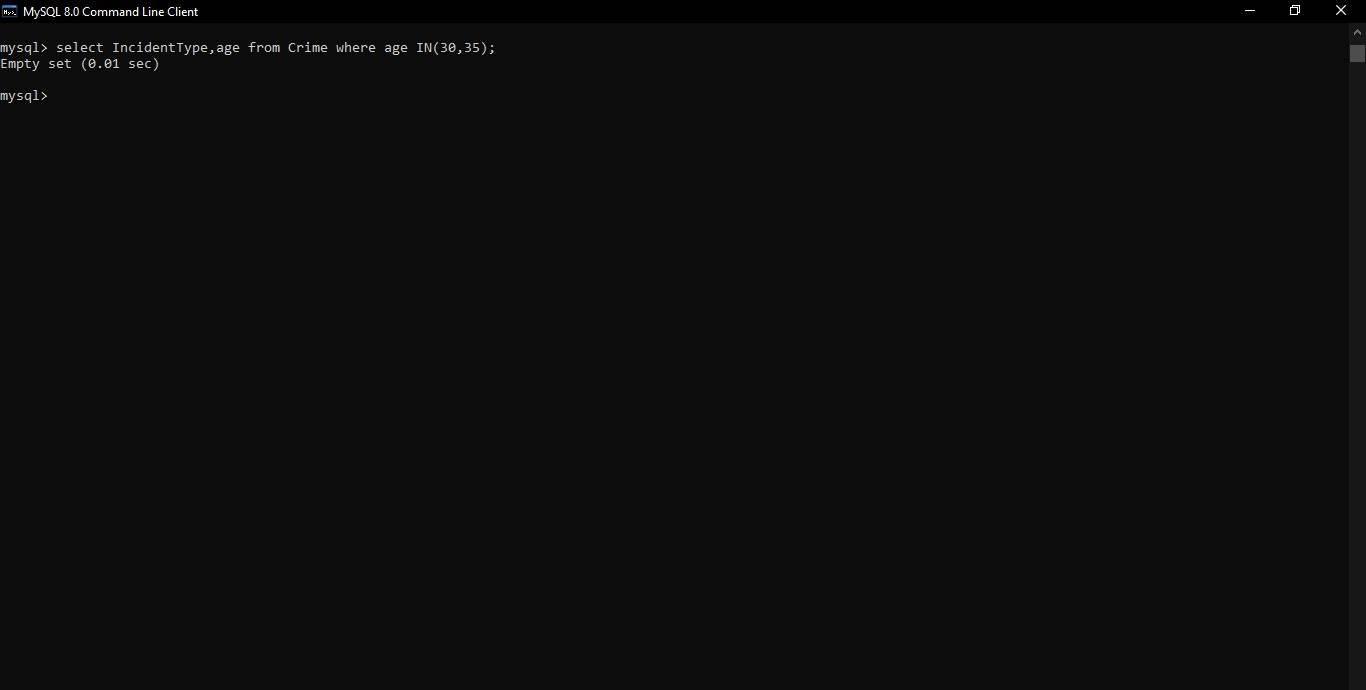 MySQL 8.0 Command Line Client
mysql> select IncidentType,age from Crime where age IN(30,35);
Empty set (0.01 sec)
mysql>